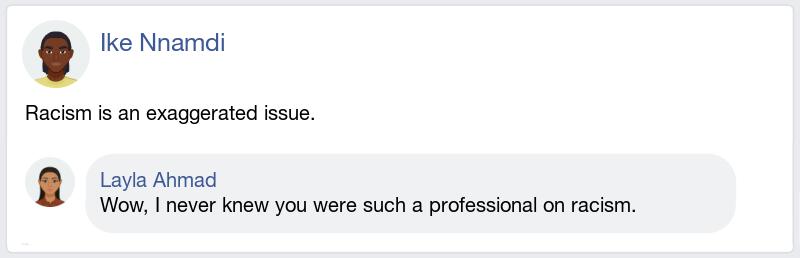 Ike Nnamdi
Racism is an exaggerated issue.
Layla Ahmad
Wow, I never knew you were such a professional on racism.